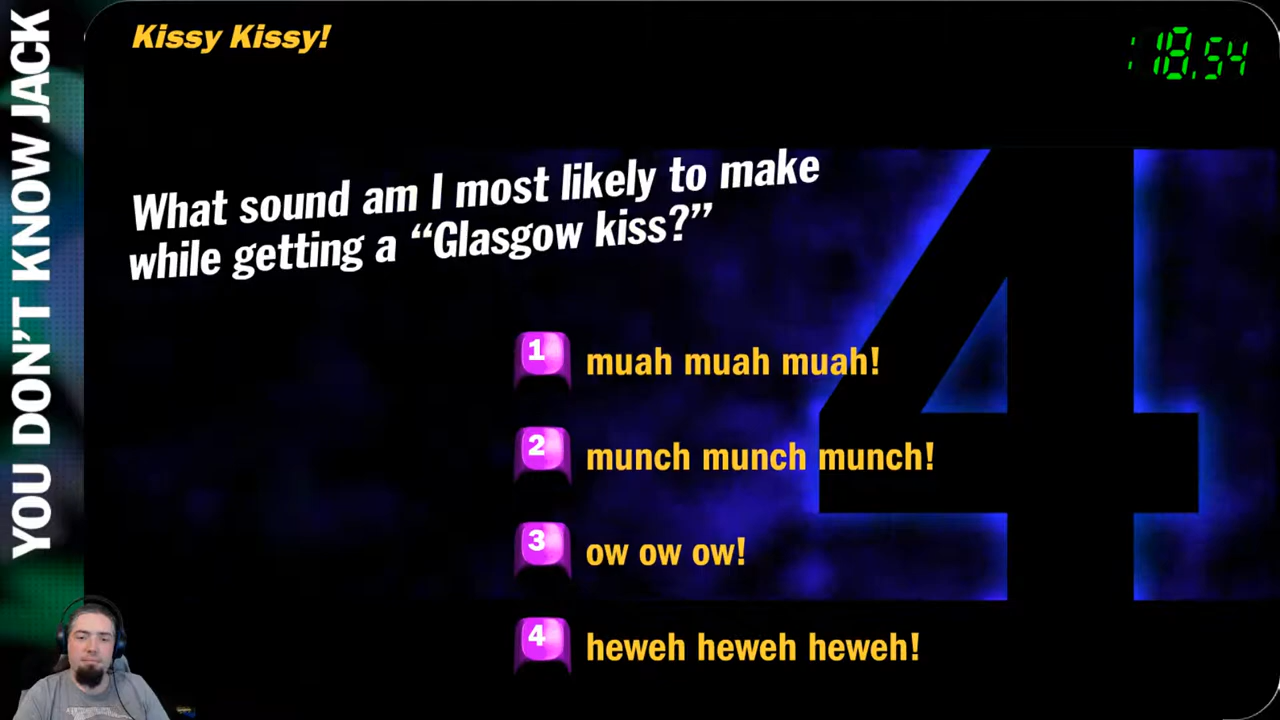 YOU DON'T KNOW JACK
Kissy Kissy!
:18.54
What sound am I most likely to make
while getting a “Glasgow kiss?”
1 muah muah muah!
2 munch munch munch!
3 ow ow ow!
4 heweh heweh heweh!
4